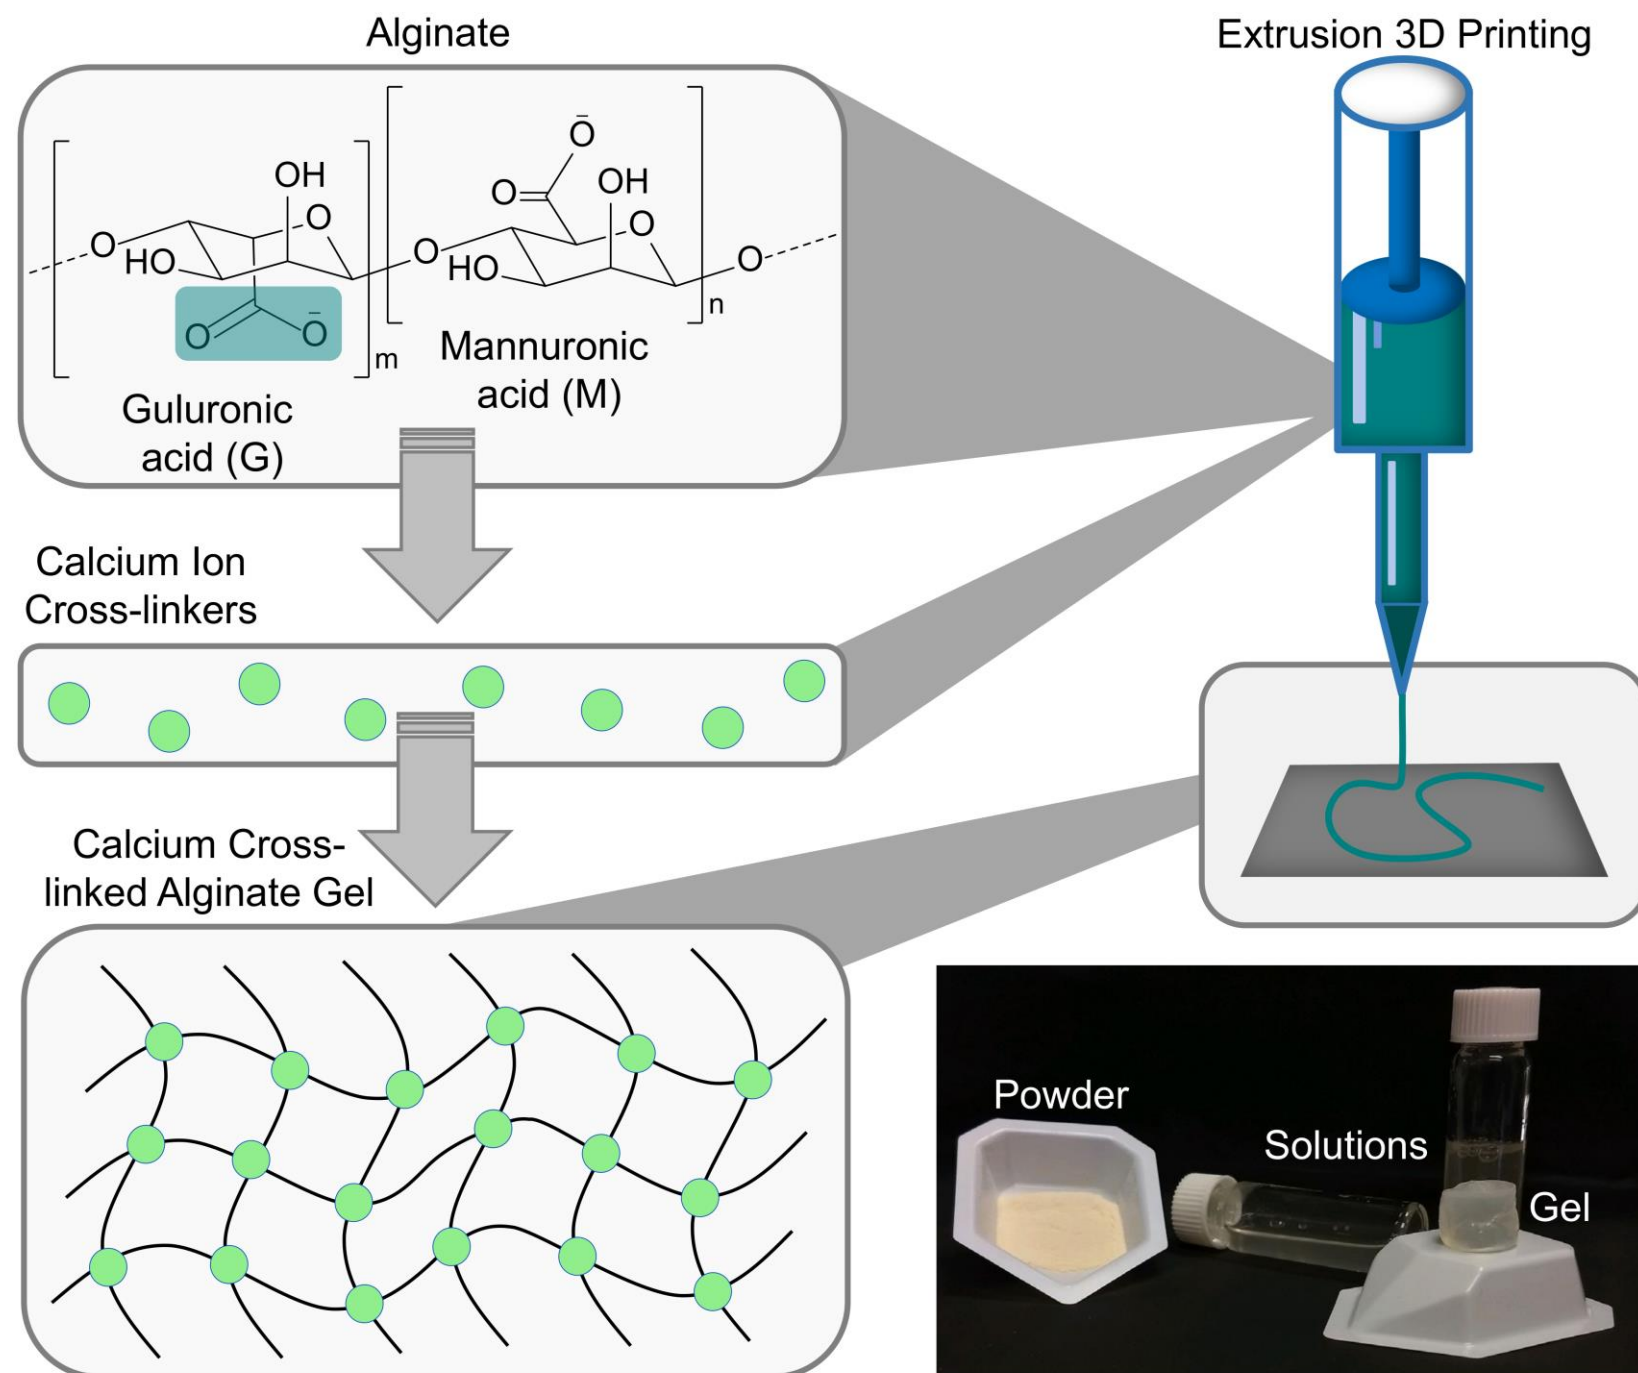 Alginate
Extrusion 3D Printing
OH
O
O
HO
O
O
m
Guluronic
acid (G)
O
O
OH
O
O
HO
O
n
Mannuronic
acid (M)
Calcium Ion
Cross-linkers
Calcium Cross-
linked Alginate Gel
Powder
Solutions
Gel